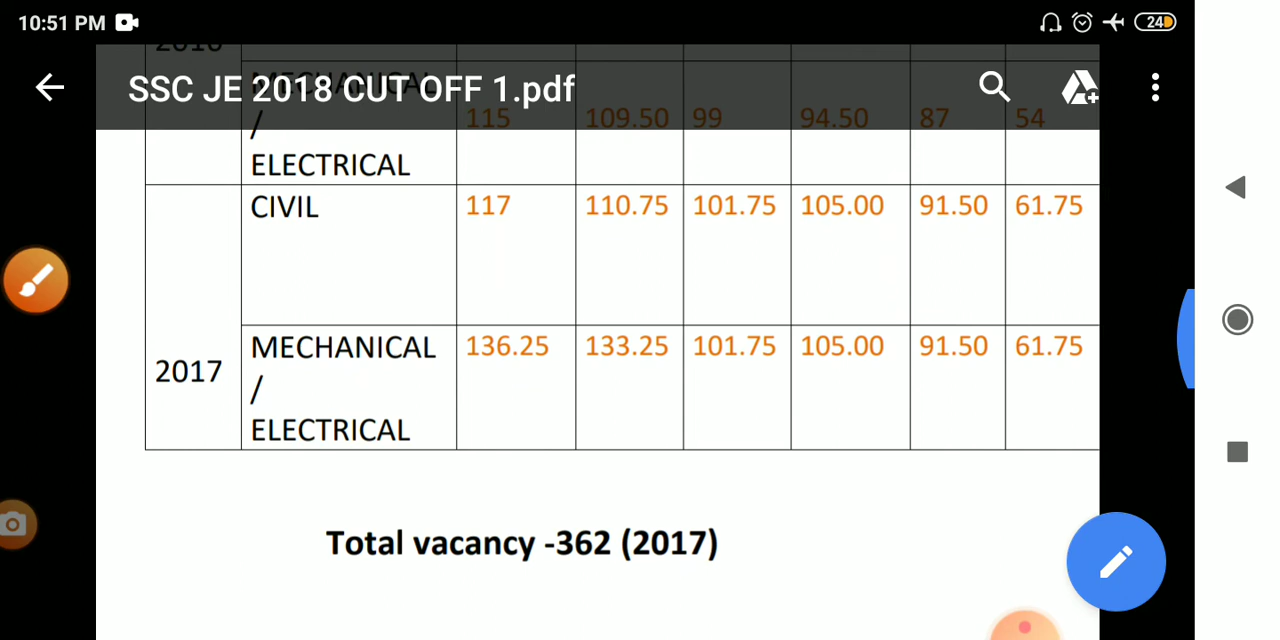 10:51 PM
24
SSC JE 2018 CUT OFF 1.pdf
MECHANICAL
/
ELECTRICAL
115 109.50 99 94.50 87 54
CIVIL 117 110.75 101.75 105.00 91.50 61.75
2017
MECHANICAL
/
ELECTRICAL
136.25 133.25 101.75 105.00 91.50 61.75
Total vacancy -362 (2017)